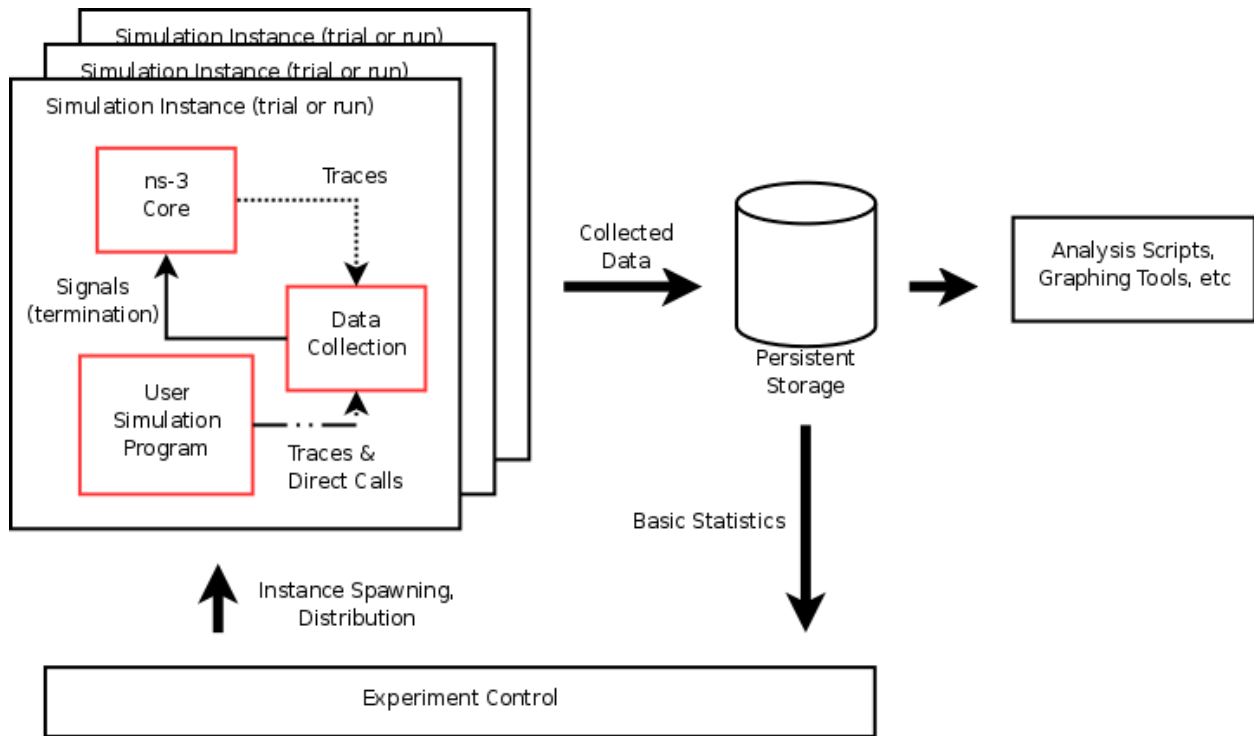 Simulation Instance (trial or run)
Simulation Instance (trial or run)
Simulation Instance (trial or run)
ns-3
Core
Traces
Signals
(termination)
Data
Collection
User
Simulation
Program
Traces &
Direct Calls
Collected
Data
Persistent
Storage
Analysis Scripts,
Graphing Tools, etc
Basic Statistics
Instance Spawning,
Distribution
Experiment Control